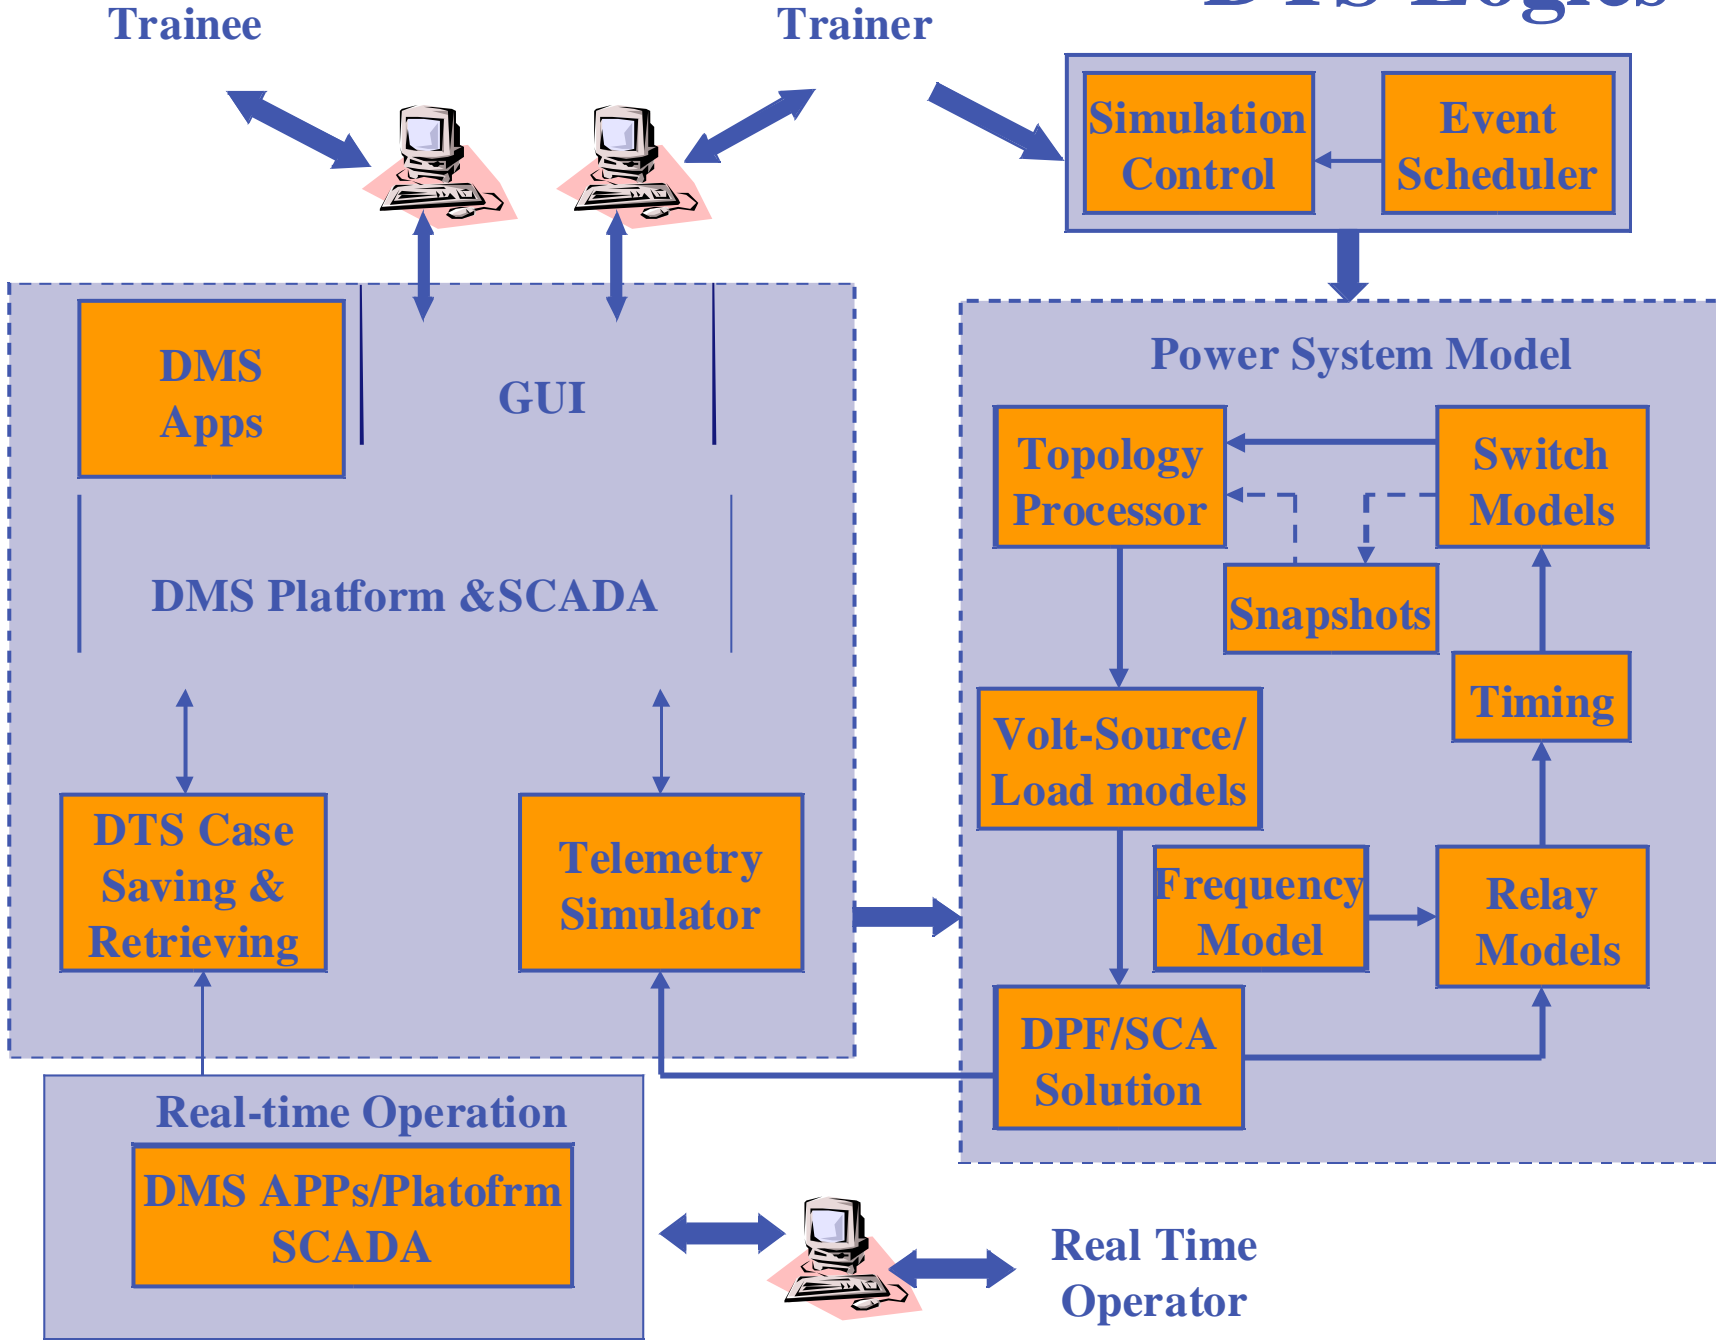 DTS Logics
Trainee
Trainer
Simulation
Control
Event
Scheduler
DMS
Apps
GUI
Power System Model
Topology
Processor
Switch
Models
DMS Platform &SCADA
Snapshots
Timing
Volt-Source/
Load models
DTS Case
Saving &
Retrieving
Telemetry
Simulator
Frequency
Model
Relay
Models
DPF/SCA
Solution
Real-time Operation
DMS APPs/Platofrm
SCADA
Real Time
Operator